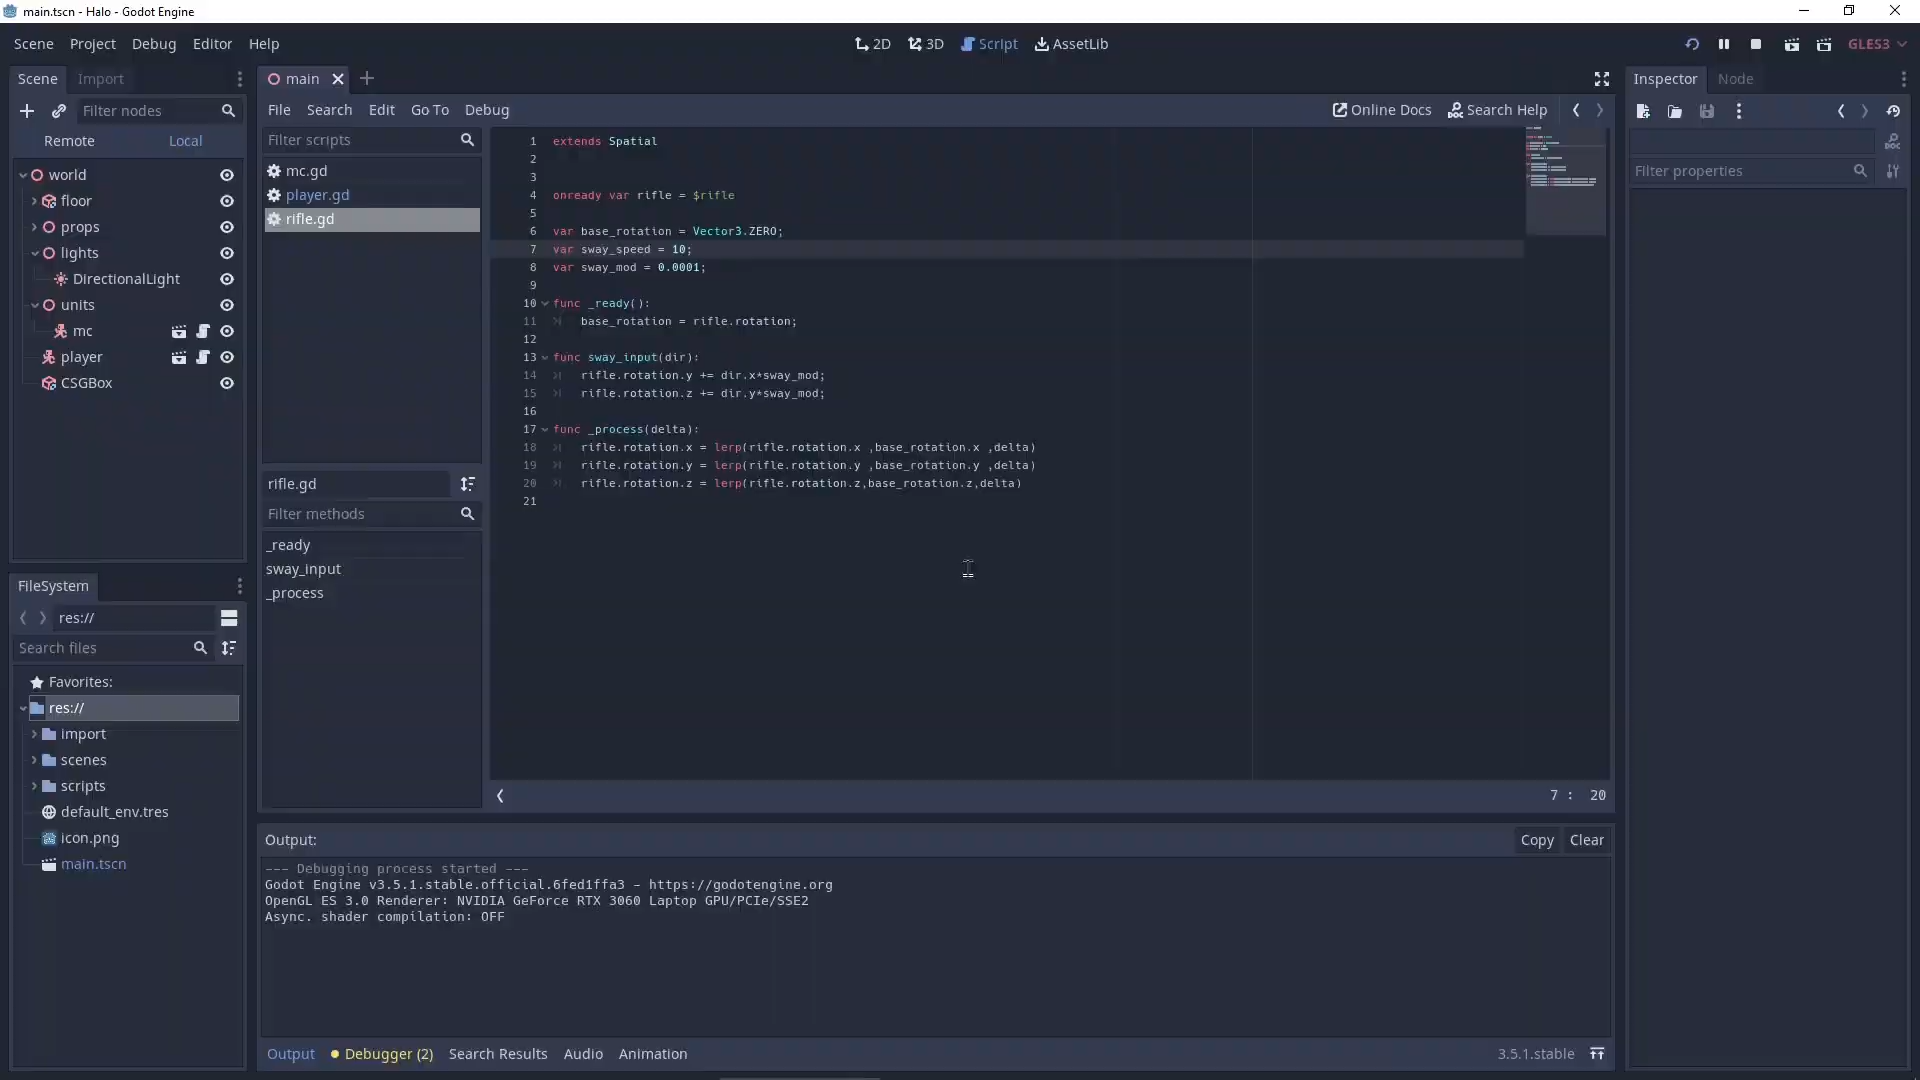 main.tscn - Halo - Godot Engine
Scene Project Debug Editor Help
2D 3D Script AssetLib
GLES3
Scene Import
main
Inspector Node
Filter nodes
File Search Edit Go To Debug
Online Docs Search Help
Remote Local
Filter scripts
Filter properties
world
floor
props
lights
DirectionalLight
units
mc
player
CSGBox
mc.gd
player.gd
rifle.gd
rifle.gd
Filter methods
_ready
sway_input
_process
1 extends Spatial
2
3
4 onready var rifle = $rifle
5
6 var base_rotation = Vector3.ZERO;
7 var sway_speed = 10;
8 var sway_mod = 0.0001;
9
10 func _ready():
11 base_rotation = rifle.rotation;
12
13 func sway_input(dir):
14 rifle.rotation.y += dir.x*sway_mod;
15 rifle.rotation.z += dir.y*sway_mod;
16
17 func _process(delta):
18 rifle.rotation.x = lerp(rifle.rotation.x ,base_rotation.x ,delta)
19 rifle.rotation.y = lerp(rifle.rotation.y ,base_rotation.y ,delta)
20 rifle.rotation.z = lerp(rifle.rotation.z,base_rotation.z,delta)
21
7 : 20
FileSystem
res://
Search files
Favorites:
res://
import
scenes
scripts
default_env.tres
icon.png
main.tscn
Output:
Copy Clear
--- Debugging process started ---
Godot Engine v3.5.1.stable.official.6fed1ffa3 - https://godotengine.org
OpenGL ES 3.0 Renderer: NVIDIA GeForce RTX 3060 Laptop GPU/PCIe/SSE2
Async. shader compilation: OFF
Output Debugger (2) Search Results Audio Animation
3.5.1.stable